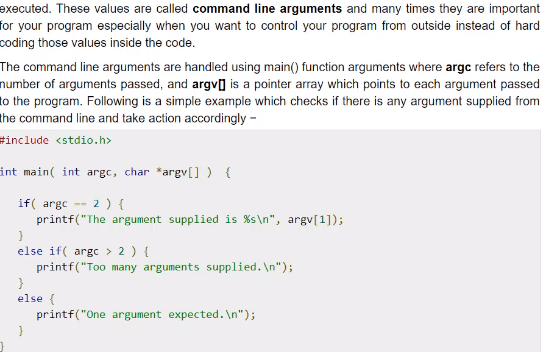 executed. These values are called command line arguments and many times they are important
for your program especially when you want to control your program from outside instead of hard
coding those values inside the code.
The command line arguments are handled using main() function arguments where argc refers to the
number of arguments passed, and argv[] is a pointer array which points to each argument passed
to the program. Following is a simple example which checks if there is any argument supplied from
the command line and take action accordingly −
#include <stdio.h>
int main( int argc, char *argv[] )  {
   if( argc == 2 ) {
      printf("The argument supplied is %s\n", argv[1]);
   }
   else if( argc > 2 ) {
      printf("Too many arguments supplied.\n");
   }
   else {
      printf("One argument expected.\n");
   }
}